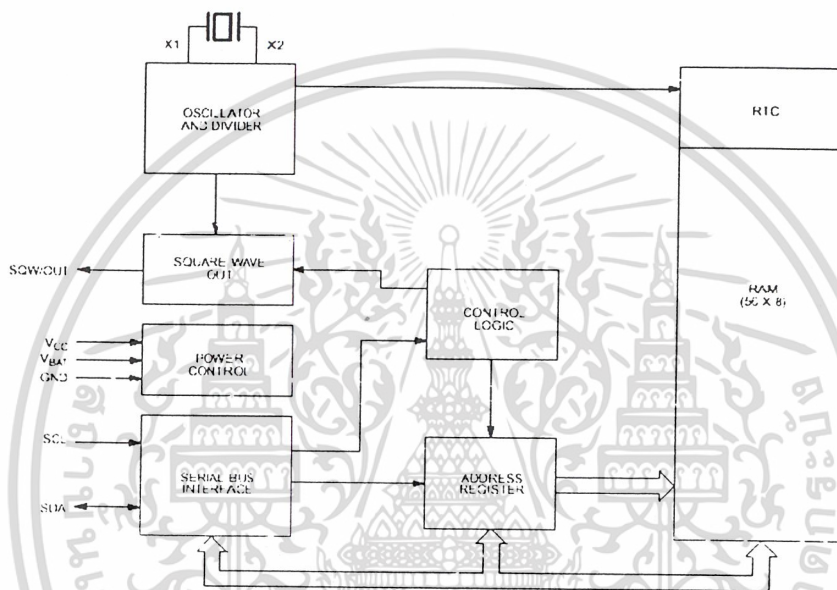 X1 X2
OSCILLATOR
AND DIVIDER
RTC
SQUARE WAVE
OUT
SQW/OUT
CONTROL
LOGIC
RAM
(56 X 8)
VCC
VBAT
GND
POWER
CONTROL
SCL
SERIAL BUS
INTERFACE
ADDRESS
REGISTER
SDA